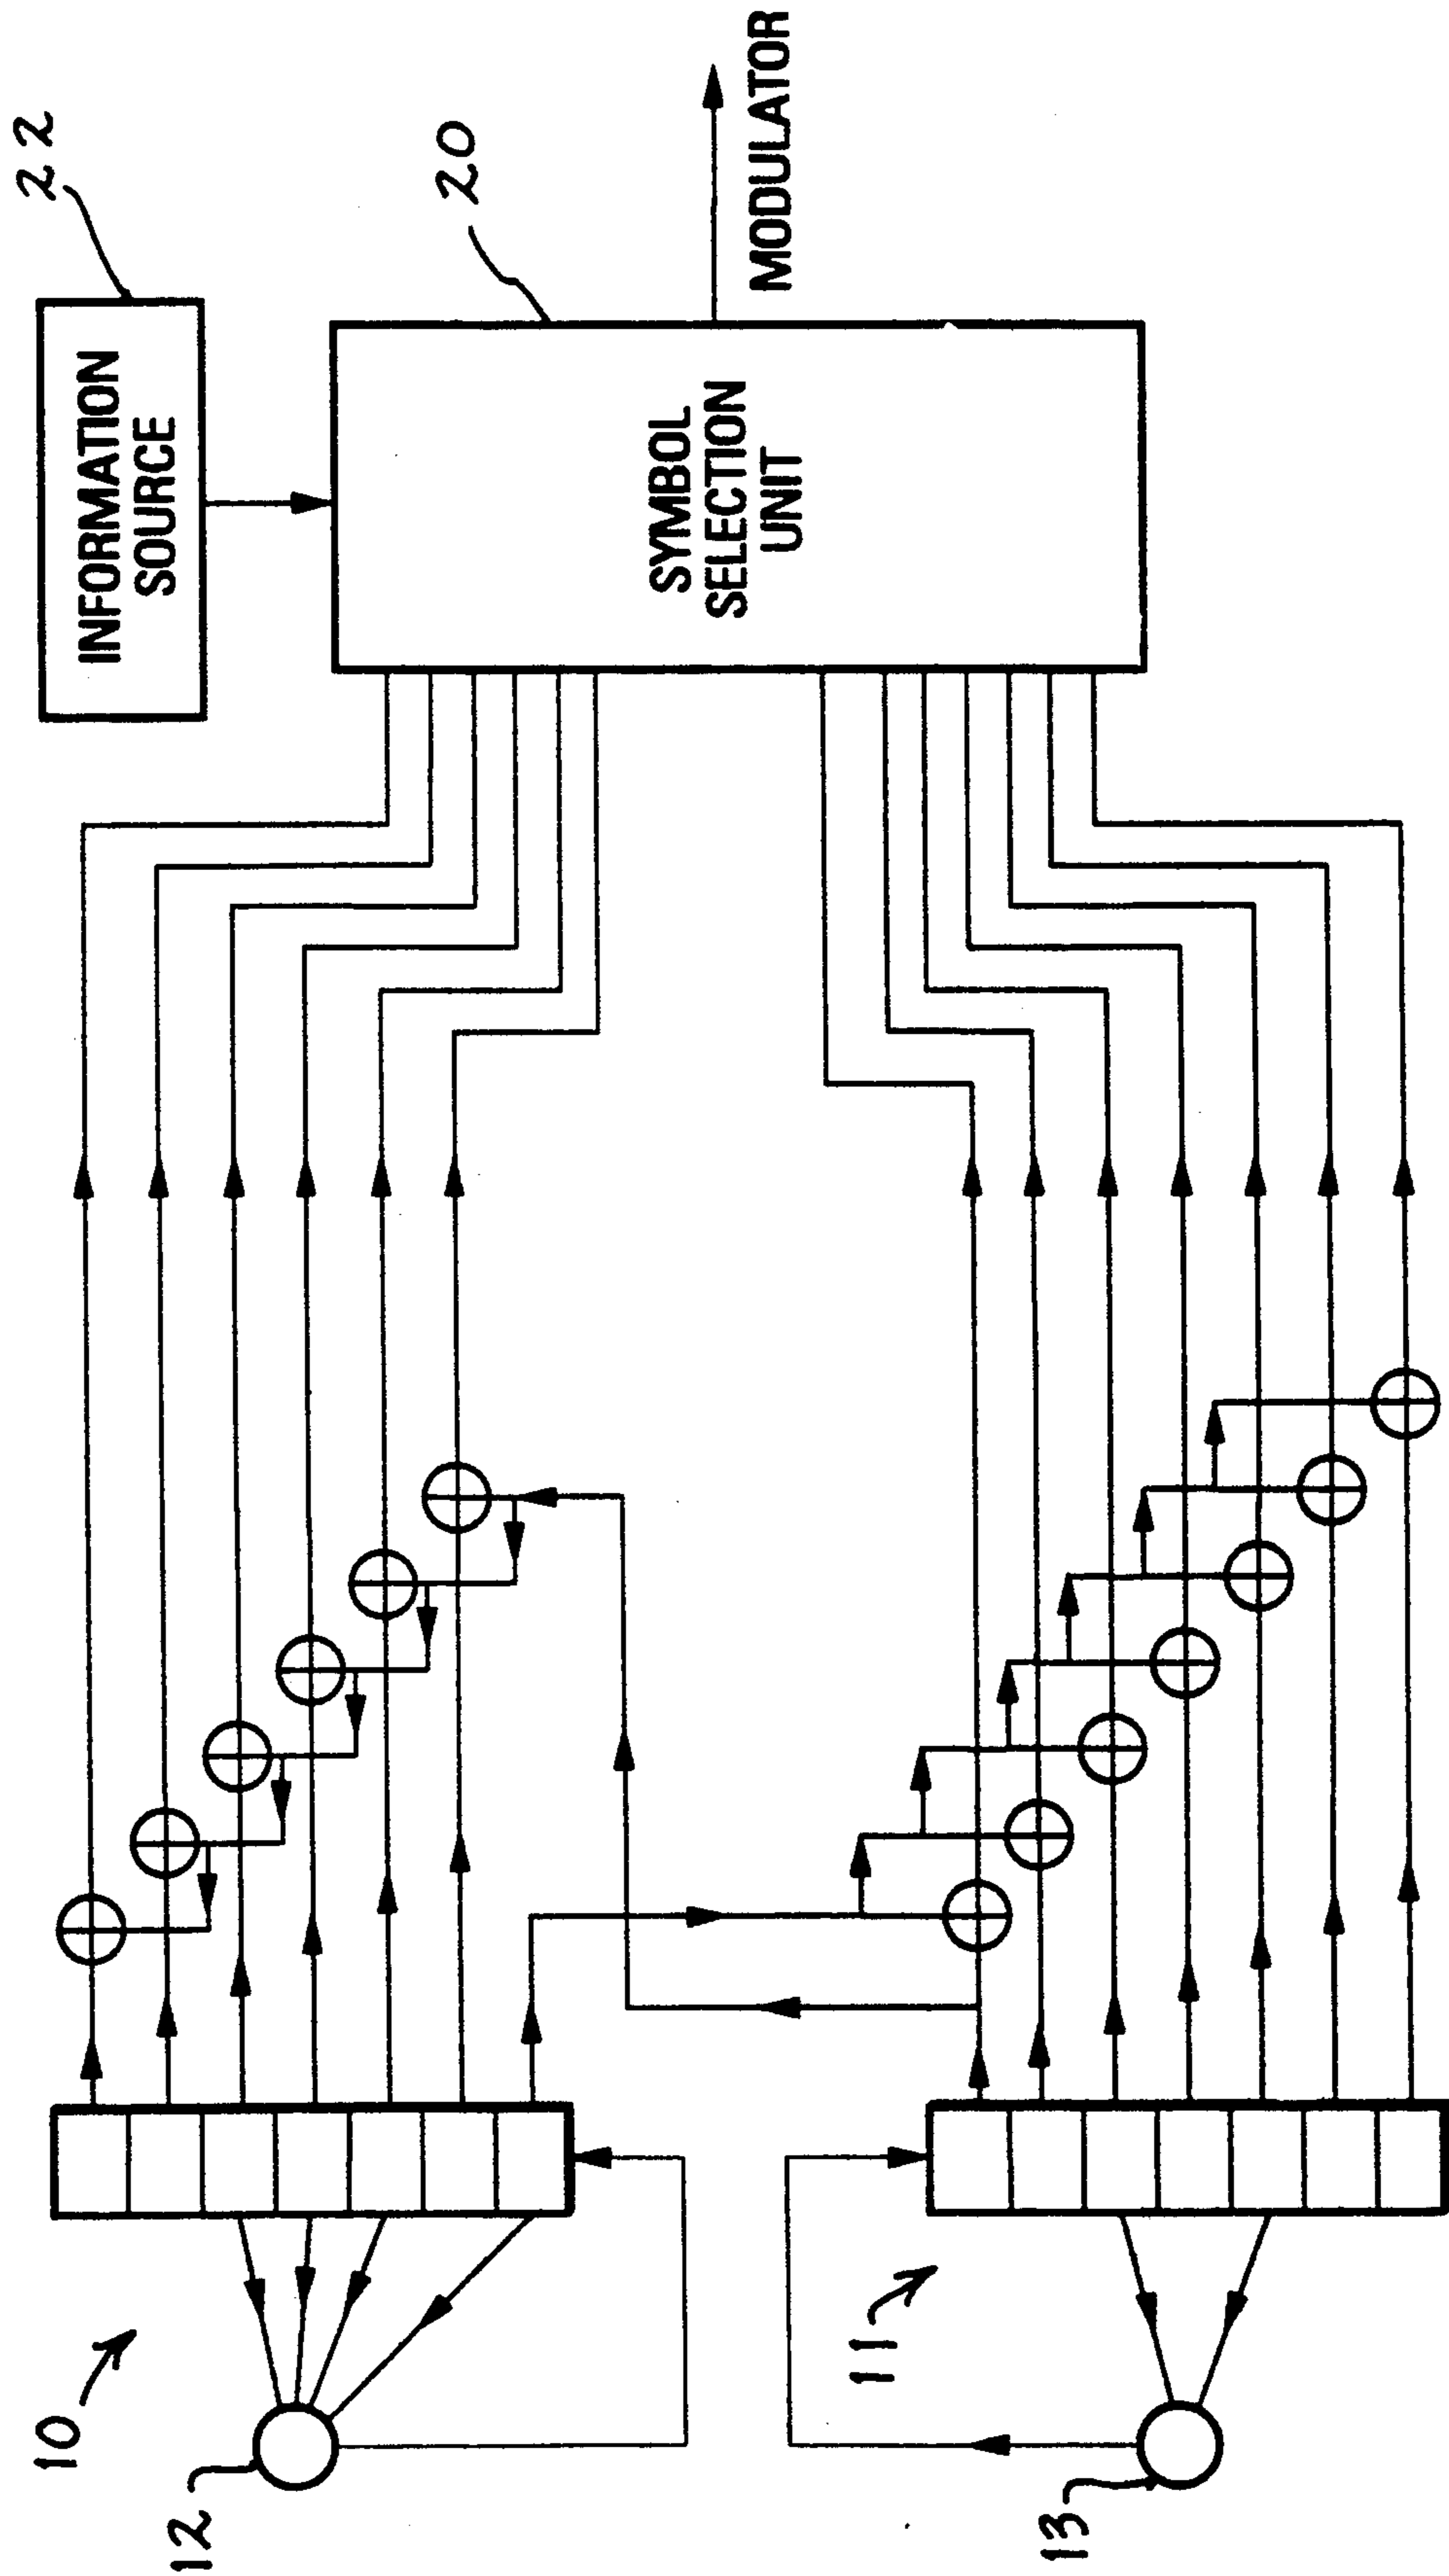 22
INFORMATION
SOURCE
20
SYMBOL
SELECTION
UNIT
MODULATOR
10
12
11
13